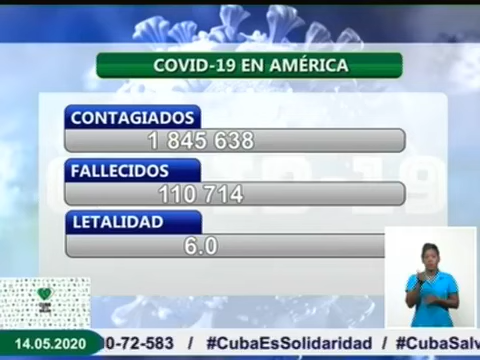 COVID-19 EN AMÉRICA
CONTAGIADOS
1 845 638
FALLECIDOS
110 714
LETALIDAD
6.0
14.05.2020 0-72-583 / #CubaEsSolidaridad / #CubaSalv